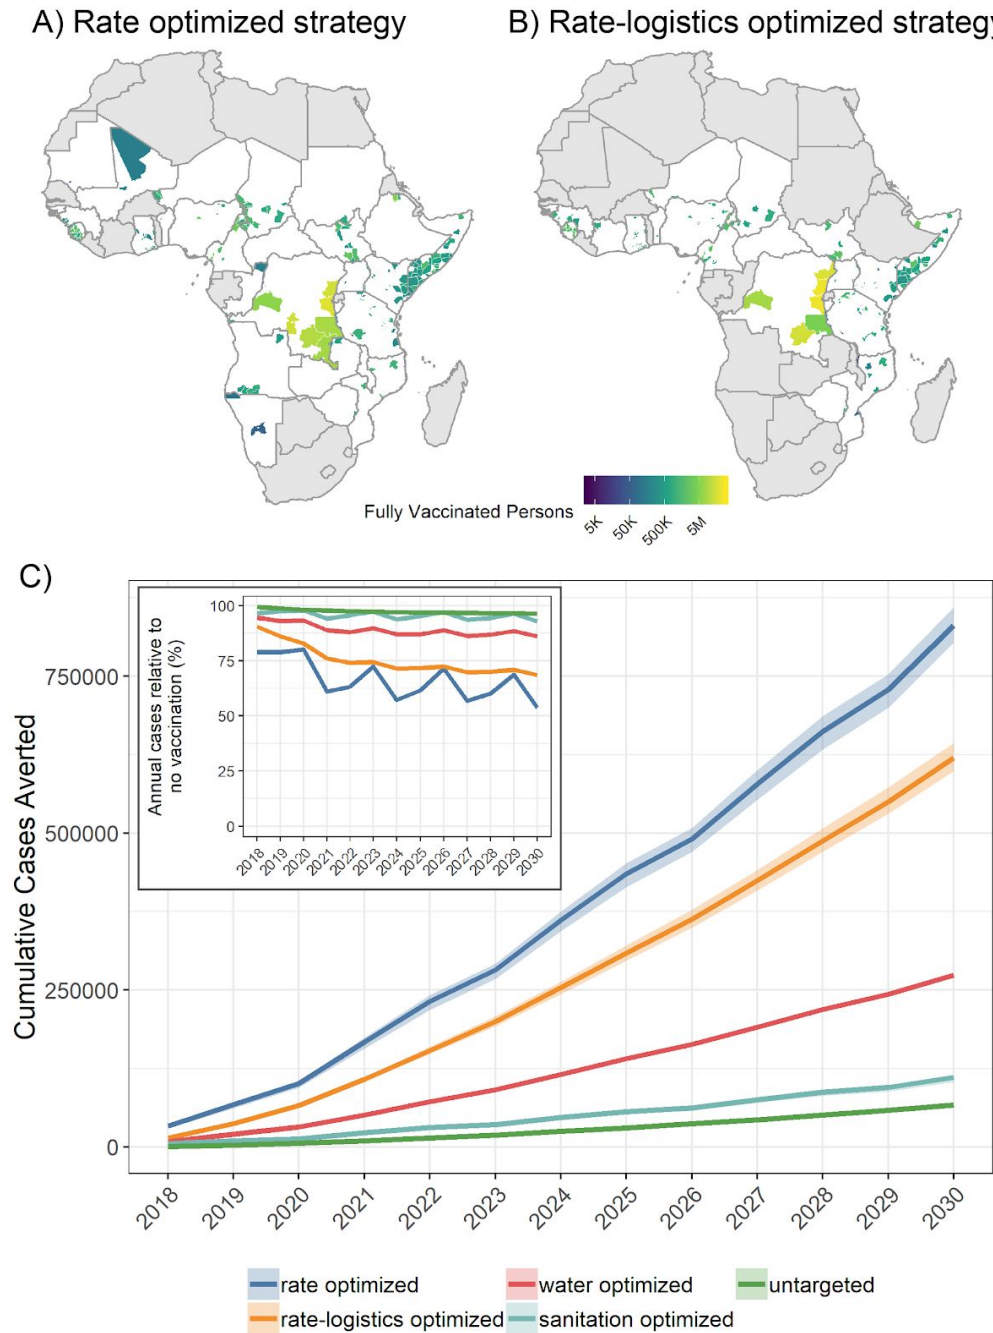 A) Rate optimized strategy
B) Rate-logistics optimized strateg
Fully Vaccinated Persons
5K
50K
500K
5M
C)
Cumulative Cases Averted
750000
500000
250000
0
Annual cases relative to
no vaccination (%)
100
75
50
25
0
2018
2019
2020
2021
2022
2023
2024
2025
2026
2027
2028
2029
2030
2018
2019
2020
2021
2022
2023
2024
2025
2026
2027
2028
2029
2030
rate optimized
water optimized
untargeted
rate-logistics optimized
sanitation optimized